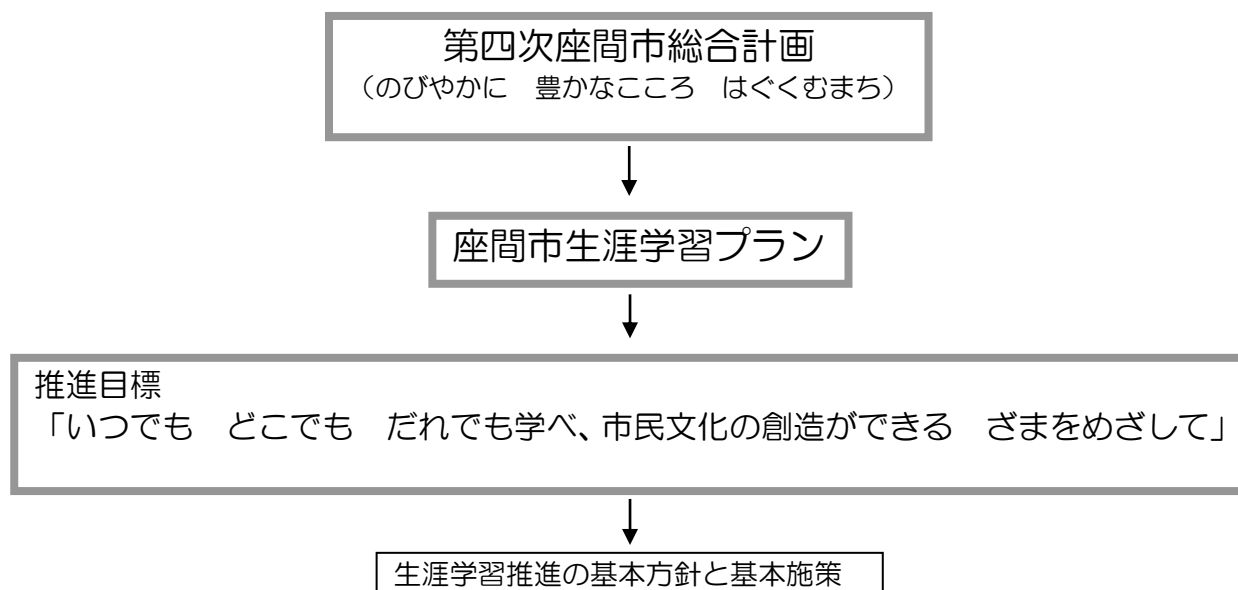 第四次座間市総合計画
（のびやかに　豊かなこころ　はぐくむまち）
座間市生涯学習プラン
推進目標
「いつでも　どこでも　だれでも学べ、市民文化の創造ができる　ざまをめざして」
生涯学習推進の基本方針と基本施策